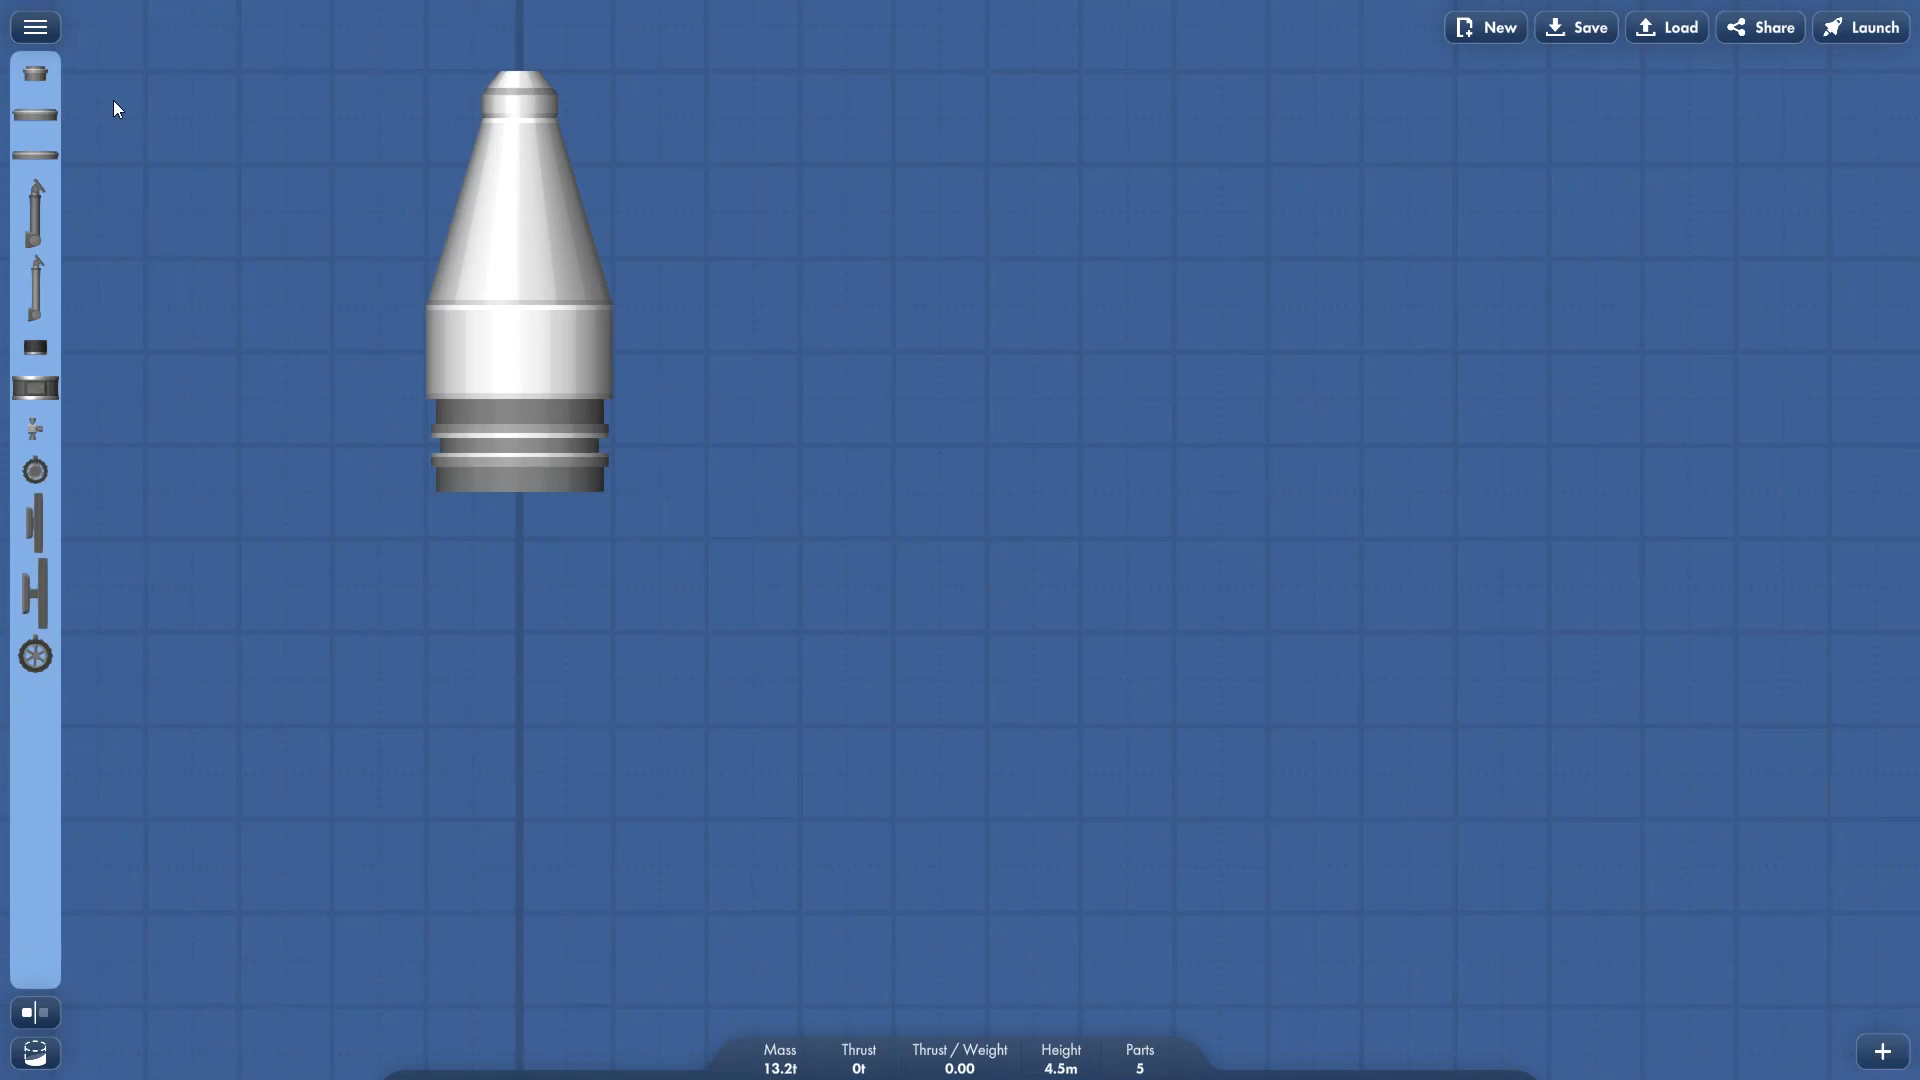 New Save Load Share Launch
Mass Thrust Thrust / Weight Height Parts
13.2t 0t 0.00 4.5m 5